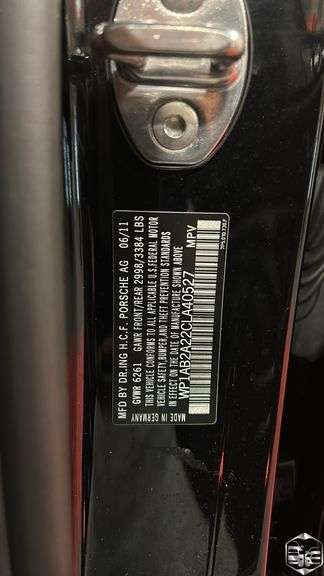 MFD BY DR.ING H.C.F. PORSCHE AG 06/11
GVWR 6261 GAWR FRONT/REAR 2998/3384 LBS
THIS VEHICLE CONFORMS TO ALL APPLICABLE U.S.FEDERAL MOTOR
VEHICLE SAFETY,BUMPER,AND THEFT PREVENTION STANDARDS
IN EFFECT ON THE DATE OF MANUFACTURE SHOWN ABOVE
WP1AB2A22CLA40527 MPV
MADE IN GERMANY